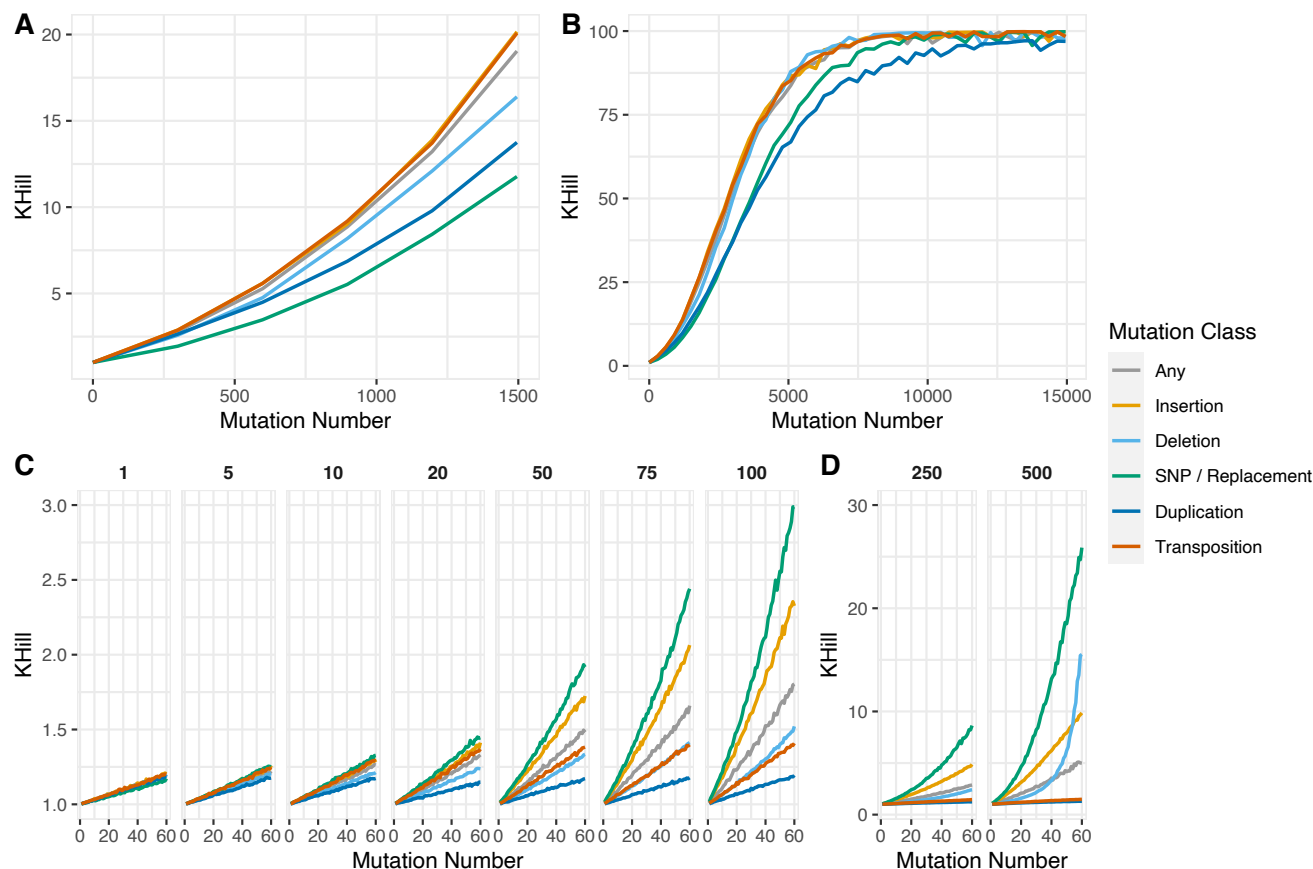 A
20
15
10
5
KHill
0
500
1000
1500
Mutation Number
B
100
75
50
25
0
KHill
0
5000
10000
15000
Mutation Number
Mutation Class
Any
Insertion
Deletion
SNP / Replacement
Duplication
Transposition
C
1
5
10
20
50
75
100
3.0
2.5
2.0
1.5
1.0
KHill
0 20 40 60
0 20 40 60
0 20 40 60
0 20 40 60
0 20 40 60
0 20 40 60
0 20 40 60
Mutation Number
D
250
500
30
20
10
0
KHill
0 20 40 60
0 20 40 60
Mutation Number